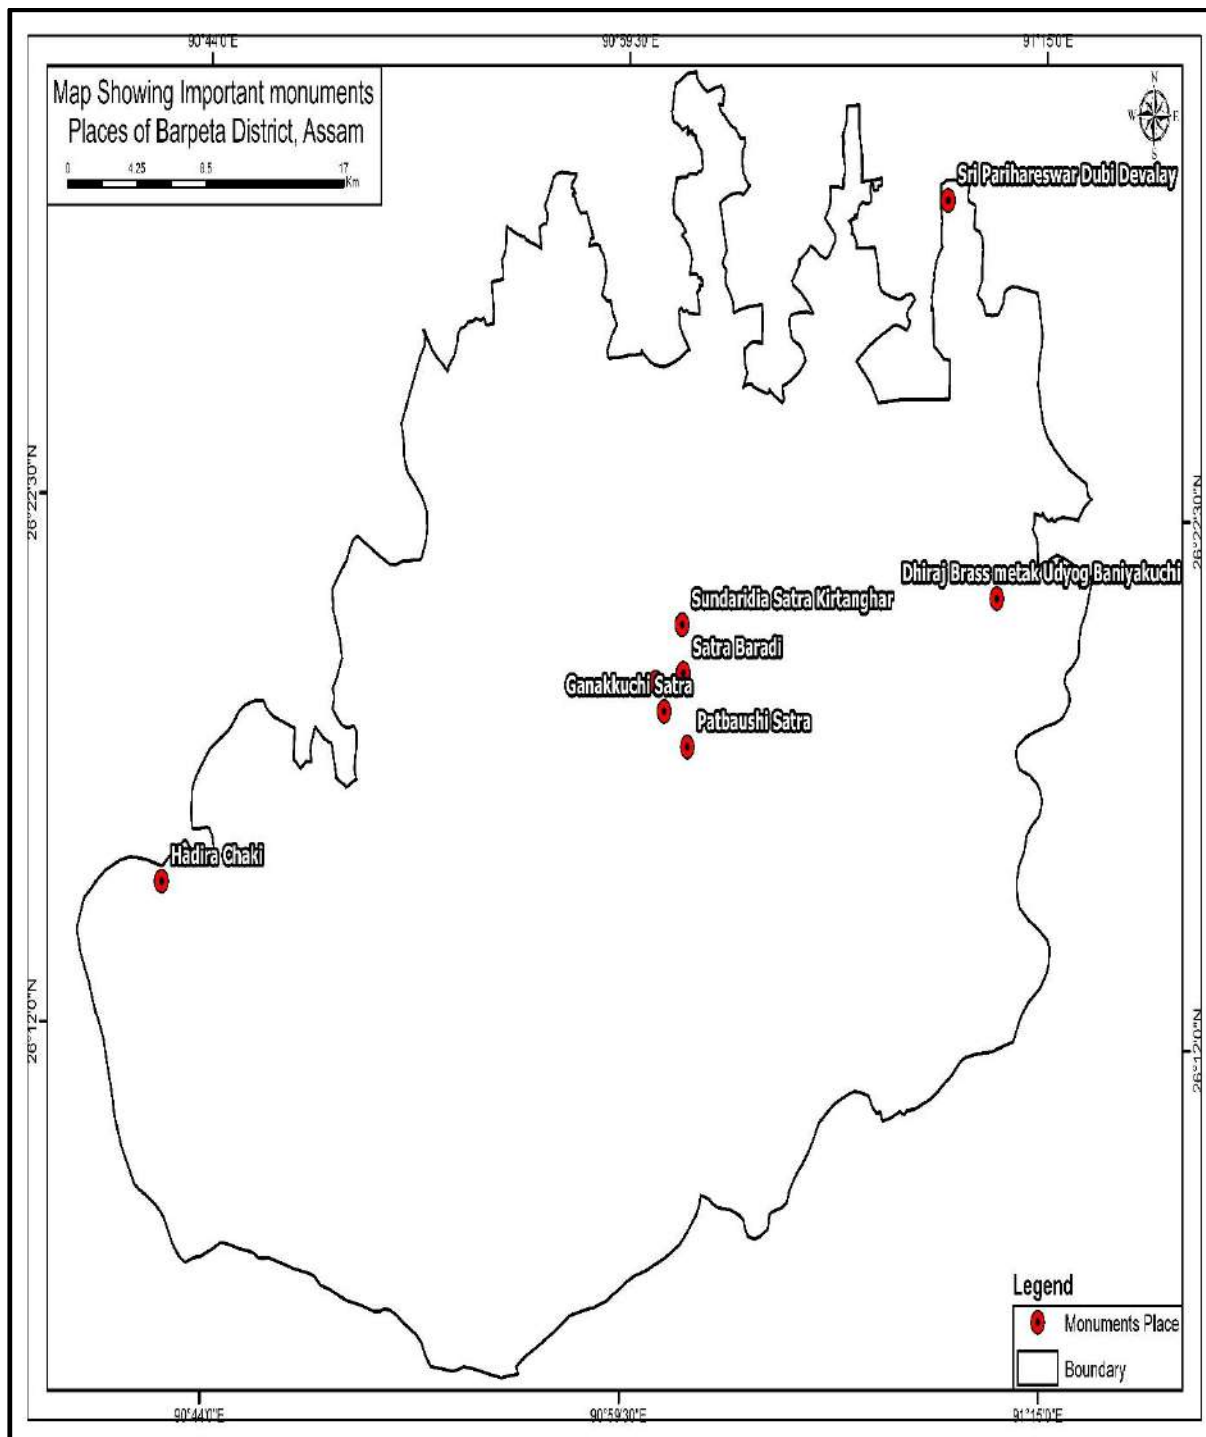 90°44'0"E
90°59'30"E
91°15'0"E
Map Showing Important monuments
Places of Barpeta District, Assam
0 4.25 8.5 17
Km
N
W E
S
Sri Parihareswar Dubi Devalay
26°22'30"N
26°22'30"N
Dhiraj Brass metak Udyog Baniyakuchi
Sundaridia Satra Kirtanghar
Satra Baradi
Ganakkuchi Satra
Patbaushi Satra
Hadira Chaki
26°12'0"N
26°12'0"N
Legend
Monuments Place
Boundary
90°44'0"E
90°59'30"E
91°15'0"E